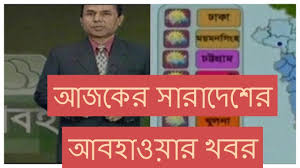 ঢাকা
ময়মনসিংহ
চট্টগ্রাম
খুলনা
আজকের সারাদেশের
আবহাওয়ার খবর